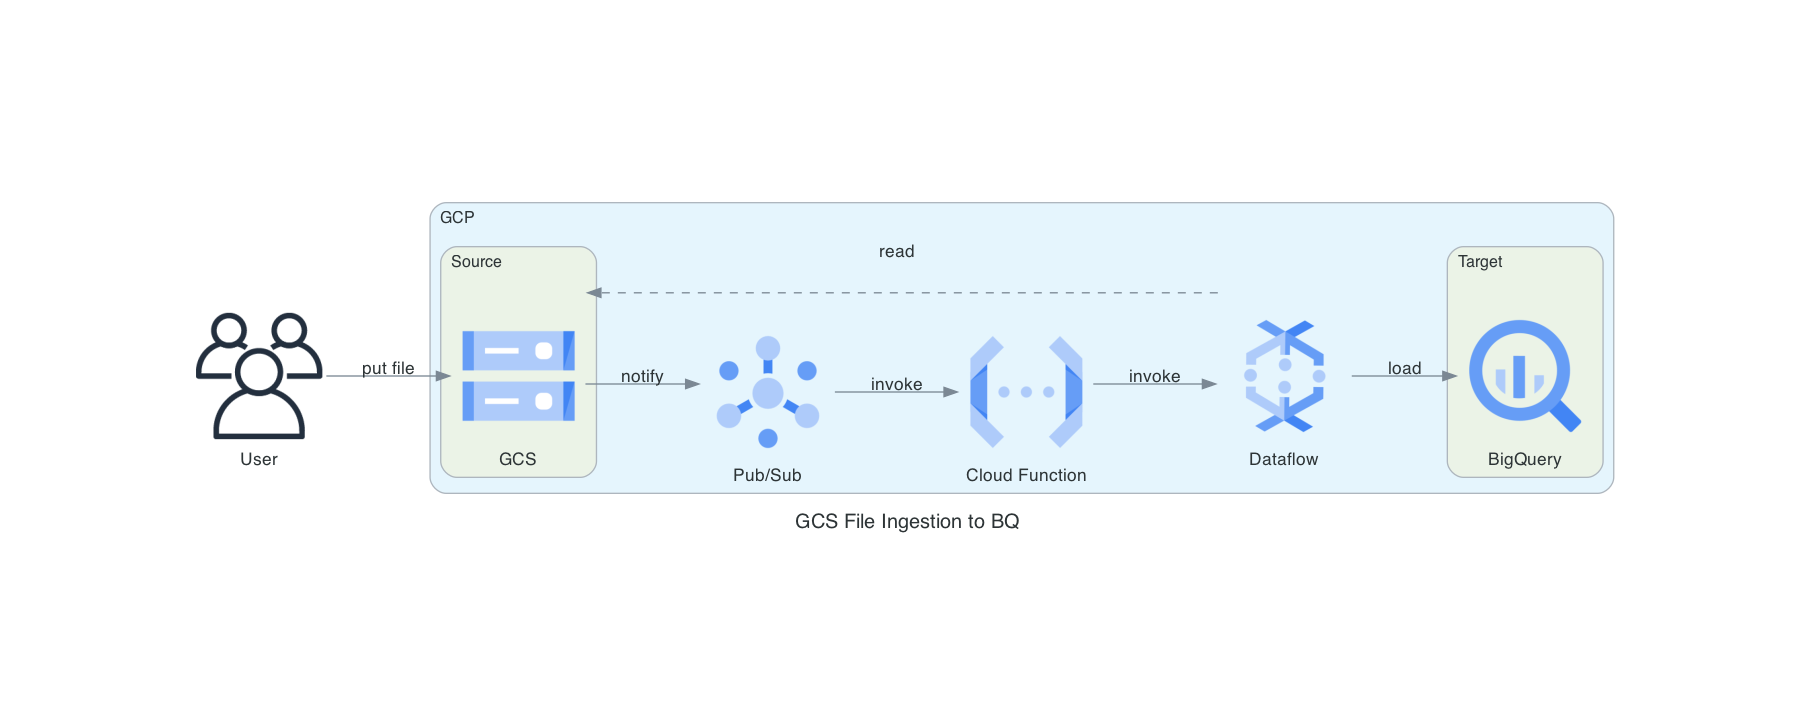 GCP
Source
read
Target
put file
notify
invoke
invoke
load
User
GCS
Pub/Sub
Cloud Function
Dataflow
BigQuery
GCS File Ingestion to BQ